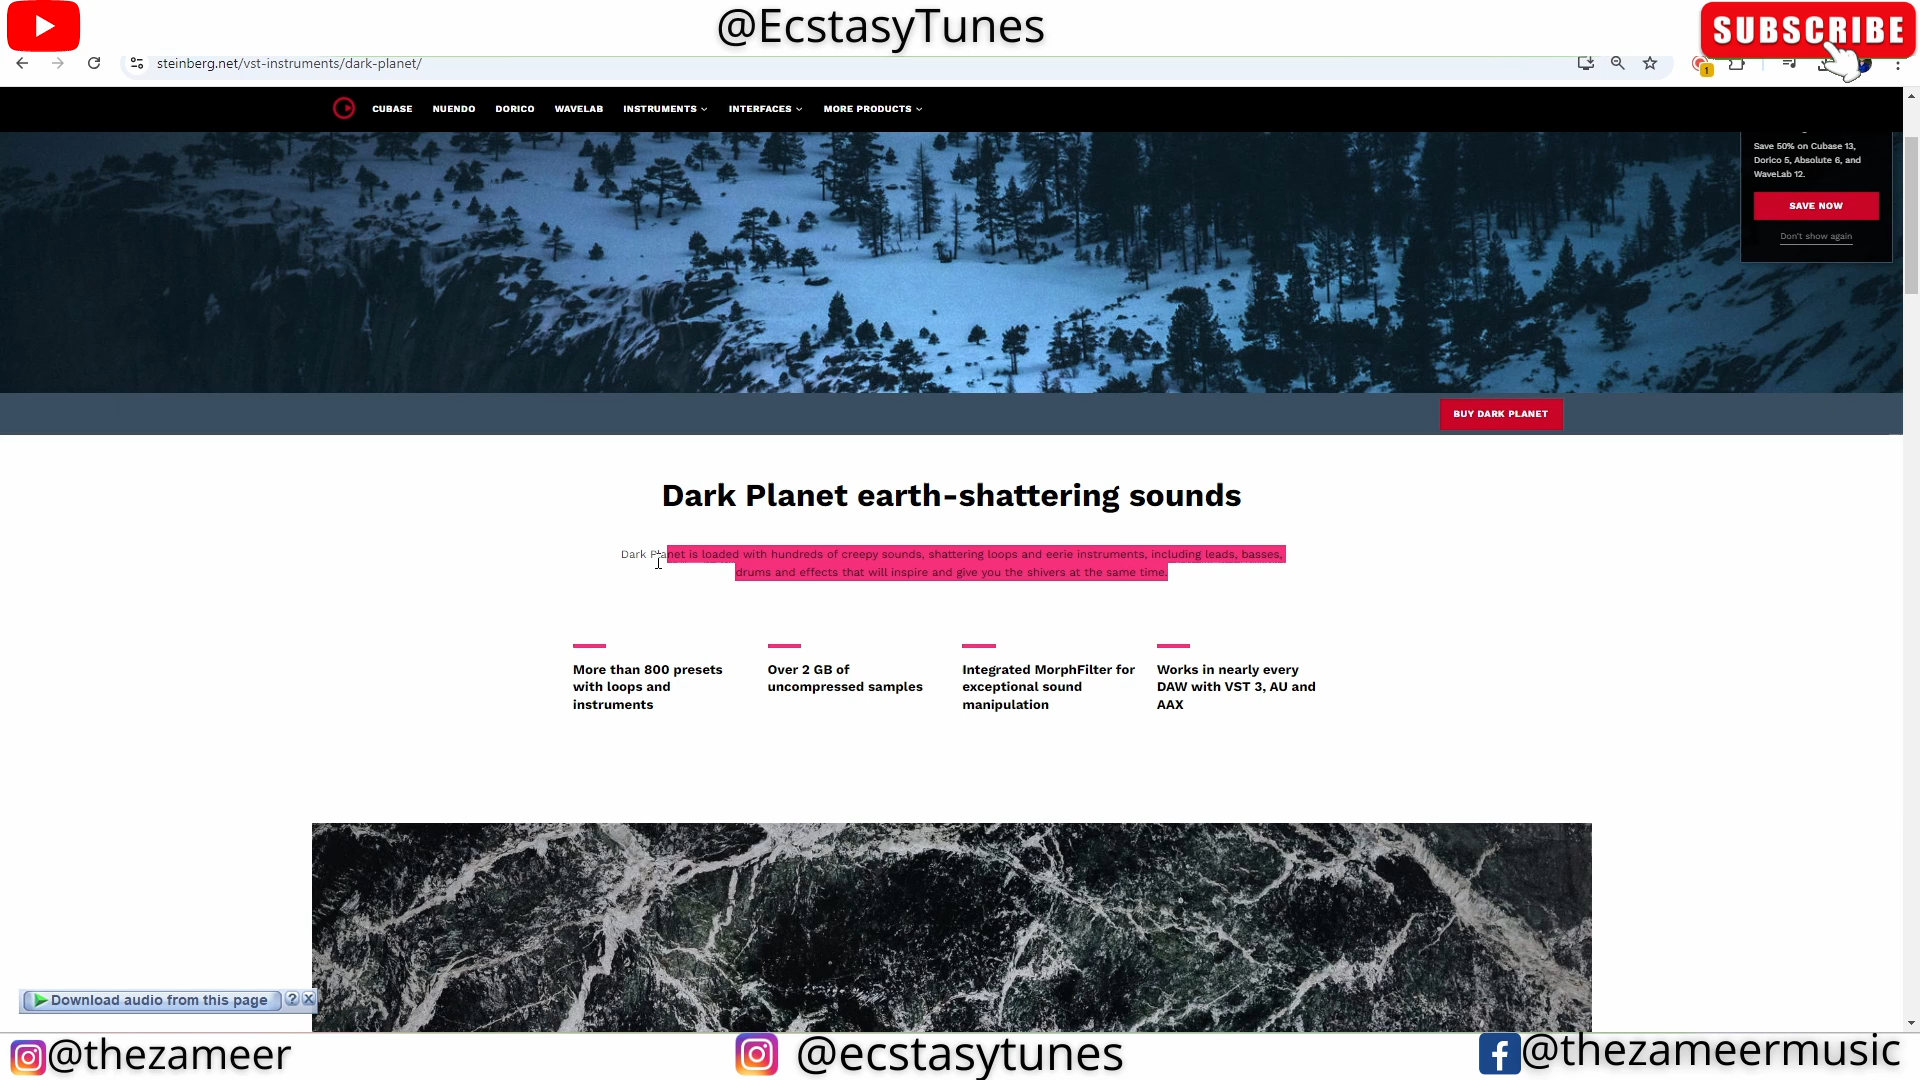 @EcstasyTunes
SUBSCRIBE
steinberg.net/vst-instruments/dark-planet/
1
CUBASE NUENDO DORICO WAVELAB INSTRUMENTS INTERFACES MORE PRODUCTS
Save 50% on Cubase 13,
Dorico 5, Absolute 6, and
WaveLab 12.
SAVE NOW
Don't show again
BUY DARK PLANET
Dark Planet earth-shattering sounds
Dark Planet is loaded with hundreds of creepy sounds, shattering loops and eerie instruments, including leads, basses,
drums and effects that will inspire and give you the shivers at the same time.
More than 800 presets
with loops and
instruments
Over 2 GB of
uncompressed samples
Integrated MorphFilter for
exceptional sound
manipulation
Works in nearly every
DAW with VST 3, AU and
AAX
Download audio from this page ?
@thezameer
@ecstasytunes
@thezameermusic